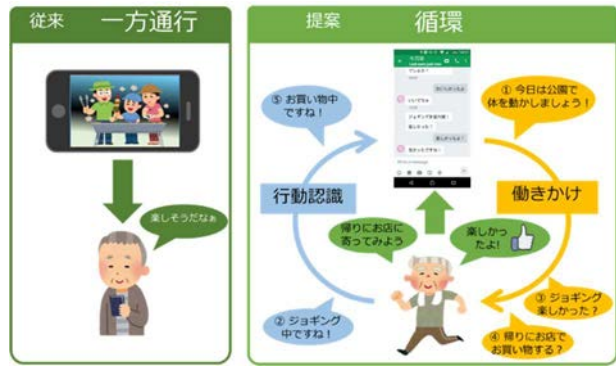 従来 一方通行
楽しそうだなぁ
提案 循環
① 今日は公園で
体を動かしましょう！
⑤ お買い物中
ですね！
行動認識
働きかけ
帰りにお店に
寄ってみよう
楽しかっ
たよ!
② ジョギング
中ですね！
③ ジョギング
楽しかった？
④ 帰りにお店で
お買い物する？